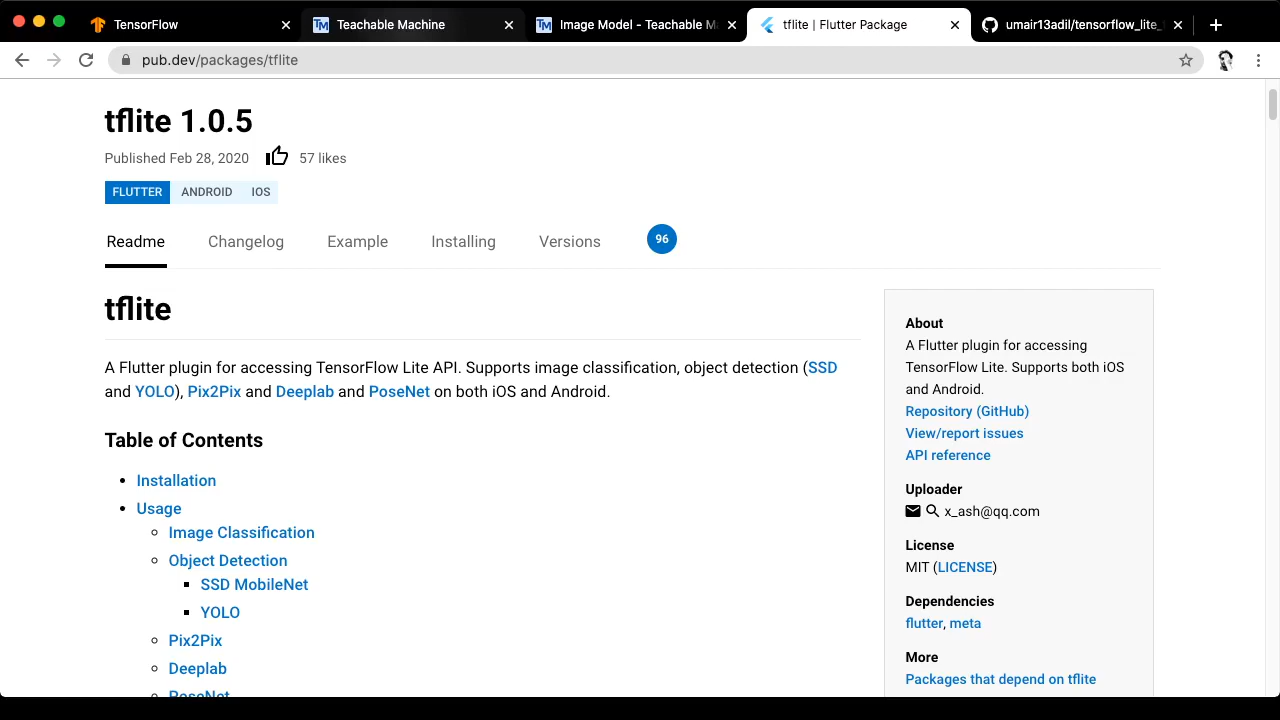 TensorFlow
Teachable Machine
Image Model - Teachable M
tflite | Flutter Package
umair13adil/tensorflow_lite_
pub.dev/packages/tflite
tflite 1.0.5
Published Feb 28, 2020 57 likes
FLUTTER ANDROID IOS
Readme Changelog Example Installing Versions 96
tflite
A Flutter plugin for accessing TensorFlow Lite API. Supports image classification, object detection (SSD
and YOLO), Pix2Pix and Deeplab and PoseNet on both iOS and Android.
Table of Contents
Installation
Usage
Image Classification
Object Detection
SSD MobileNet
YOLO
Pix2Pix
Deeplab
PoseNet
About
A Flutter plugin for accessing
TensorFlow Lite. Supports both iOS
and Android.
Repository (GitHub)
View/report issues
API reference
Uploader
x_ash@qq.com
License
MIT (LICENSE)
Dependencies
flutter, meta
More
Packages that depend on tflite